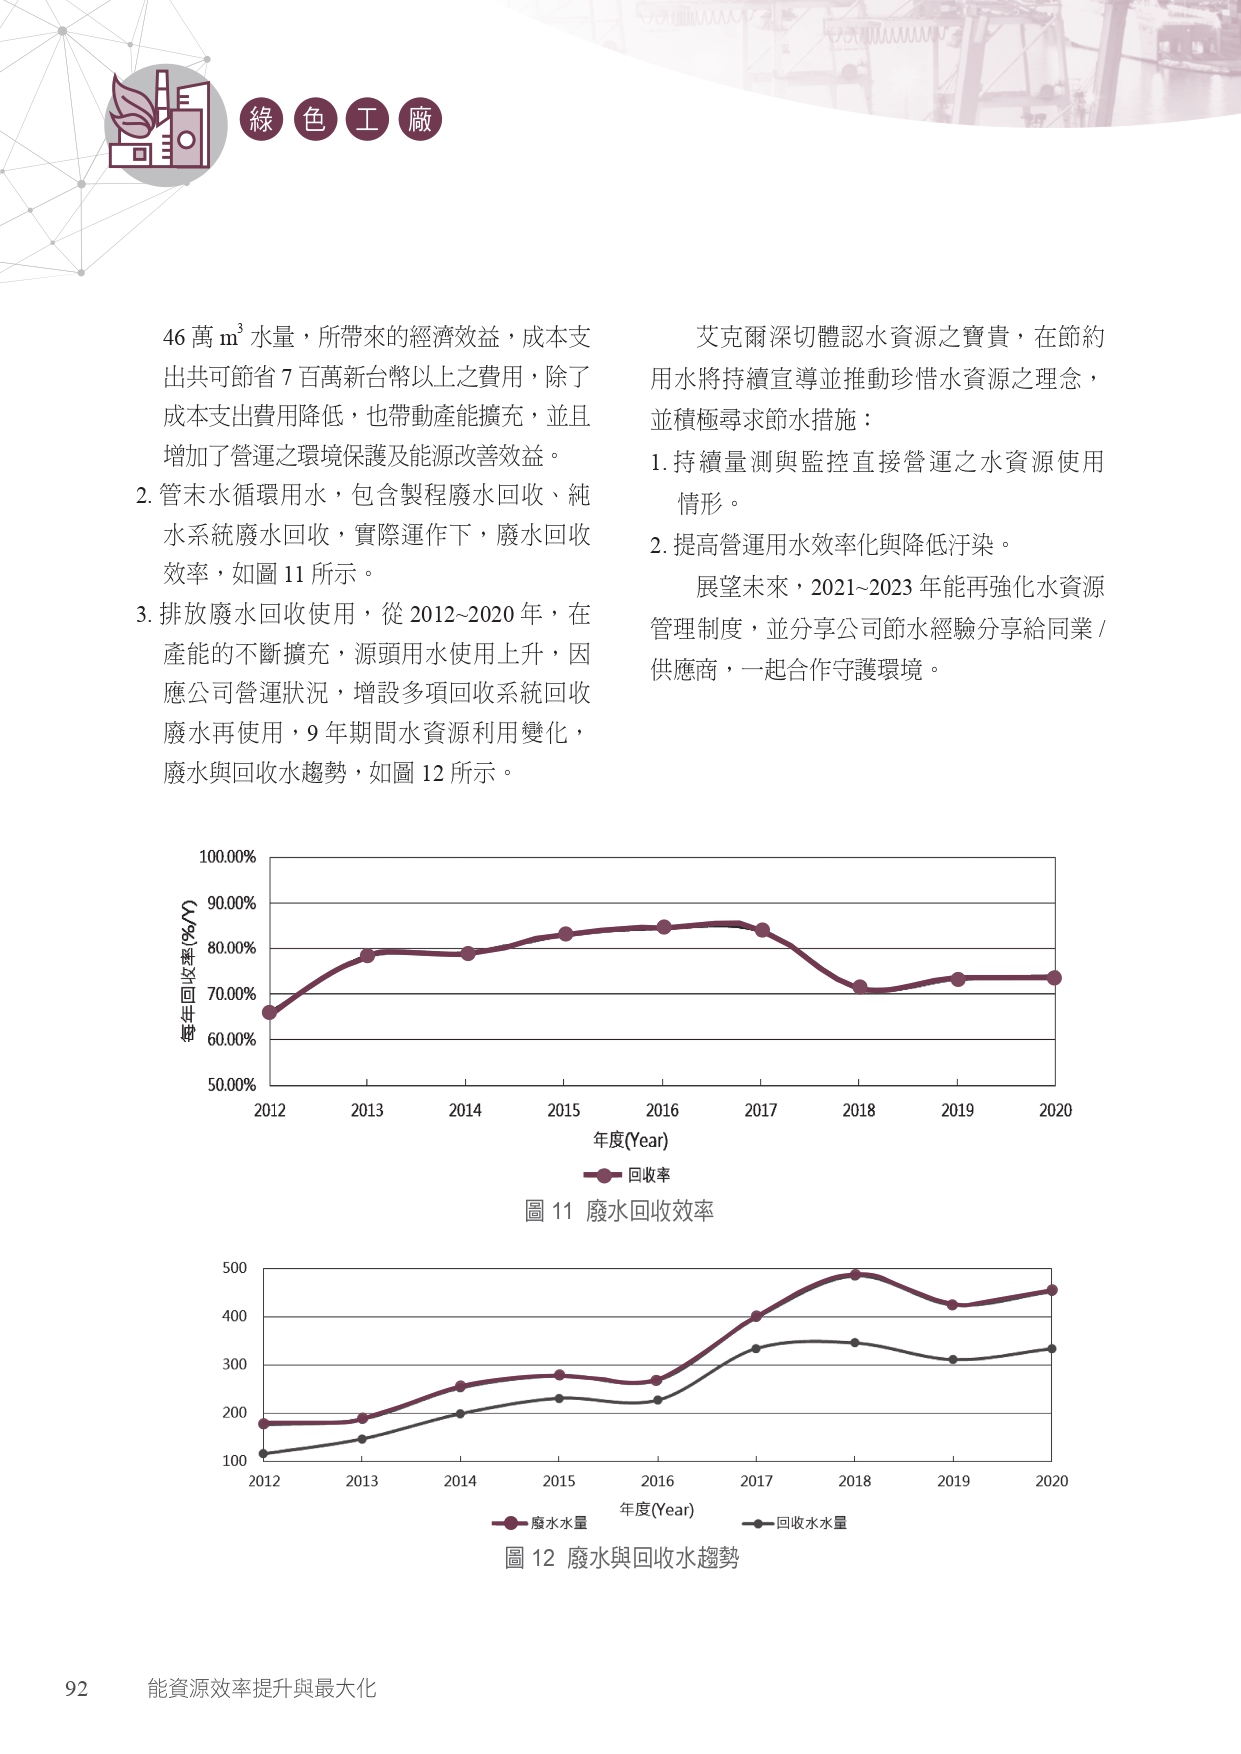 綠色工廠
46 萬 m³ 水量，所帶來的經濟效益，成本支
出共可節省 7 百萬新台幣以上之費用，除了
成本支出費用降低，也帶動產能擴充，並且
增加了營運之環境保護及能源改善效益。
2. 管末水循環用水，包含製程廢水回收、純
水系統廢水回收，實際運作下，廢水回收
效率，如圖 11 所示。
3. 排放廢水回收使用，從 2012~2020 年，在
產能的不斷擴充，源頭用水使用上升，因
應公司營運狀況，增設多項回收系統回收
廢水再使用，9 年期間水資源利用變化，
廢水與回收水趨勢，如圖 12 所示。
艾克爾深切體認水資源之寶貴，在節約
用水將持續宣導並推動珍惜水資源之理念，
並積極尋求節水措施：
1. 持續量測與監控直接營運之水資源使用
情形。
2. 提高營運用水效率化與降低汙染。
展望未來，2021~2023 年能再強化水資源
管理制度，並分享公司節水經驗分享給同業 /
供應商，一起合作守護環境。
每年回收率(%/Y)
100.00%
90.00%
80.00%
70.00%
60.00%
50.00%
2012 2013 2014 2015 2016 2017 2018 2019 2020
年度(Year)
回收率
圖 11 廢水回收效率
500
400
300
200
100
2012 2013 2014 2015 2016 2017 2018 2019 2020
年度(Year)
廢水水量 回收水水量
圖 12 廢水與回收水趨勢
92 能資源效率提升與最大化